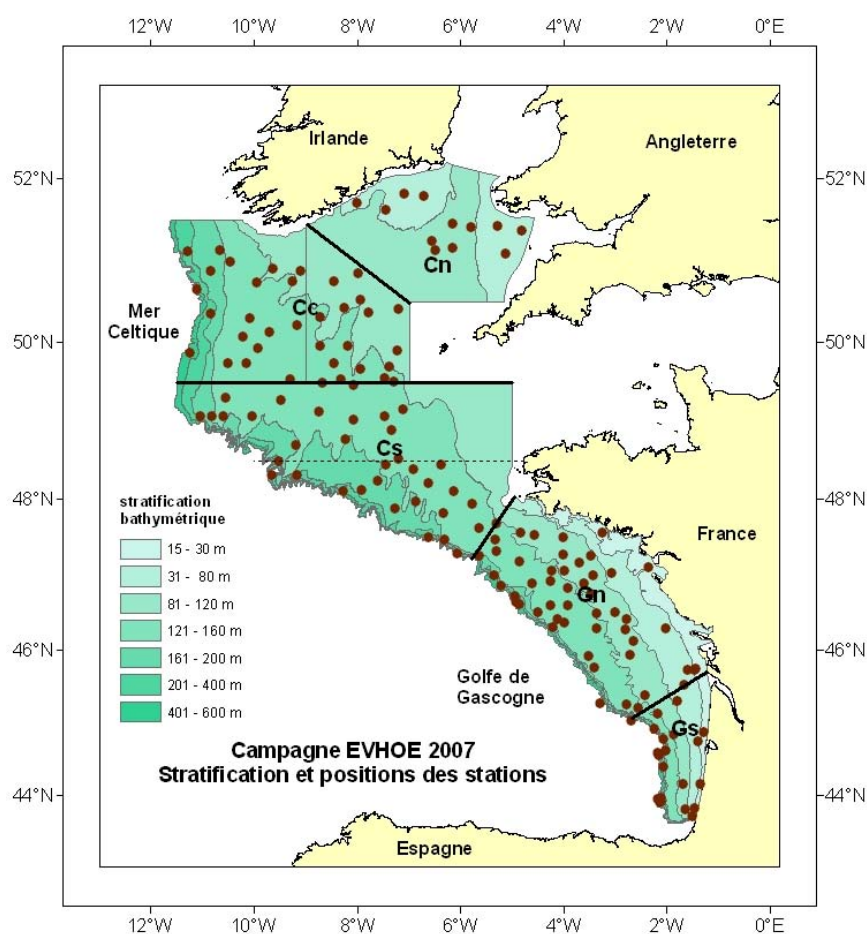 12°W 10°W 8°W 6°W 4°W 2°W 0°E
Irlande
Angleterre
52°N 52°N
Cn
Mer
Celtique
Cc
50°N 50°N
Cs
48°N 48°N
stratification
bathymétrique
France
15 - 30 m
31 - 80 m
81 - 120 m
121 - 160 m
161 - 200 m
201 - 400 m
401 - 600 m
Gn
46°N 46°N
Golfe de
Gascogne
Gs
Campagne EVHOE 2007
Stratification et positions des stations
44°N 44°N
Espagne
12°W 10°W 8°W 6°W 4°W 2°W 0°E